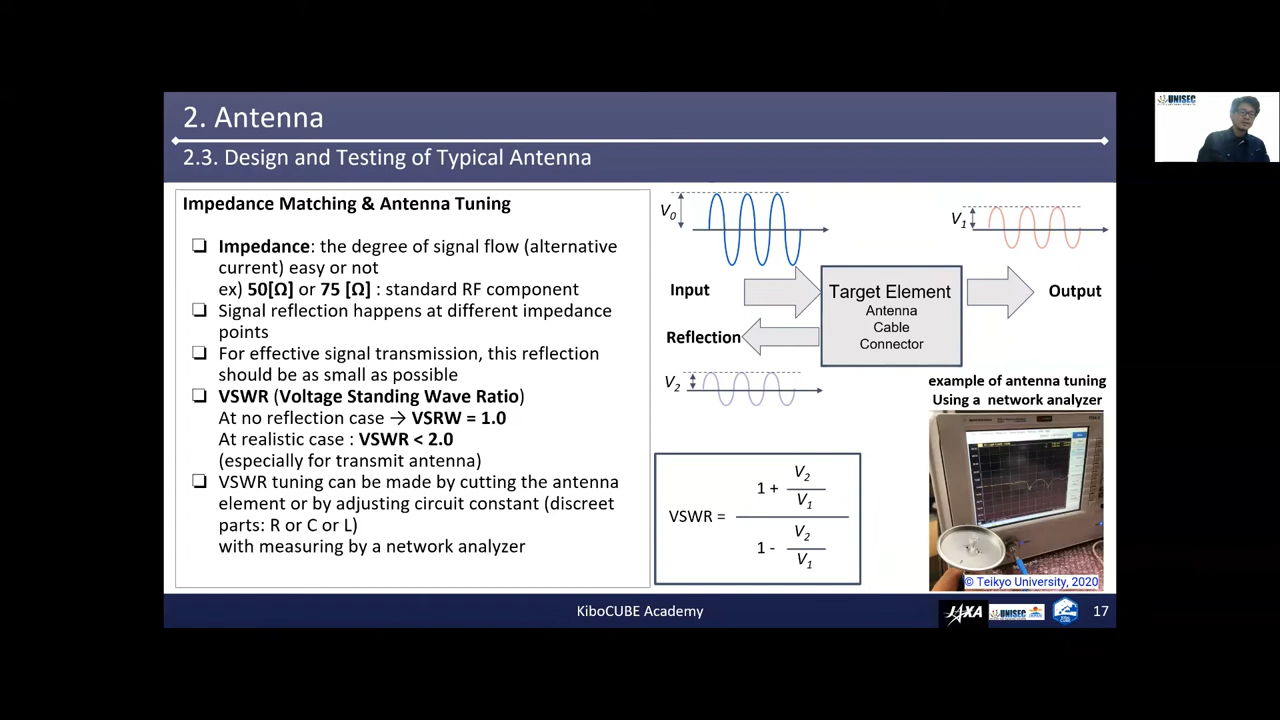 2. Antenna
2.3. Design and Testing of Typical Antenna
Impedance Matching & Antenna Tuning
❑ Impedance: the degree of signal flow (alternative
current) easy or not
ex) 50[Ω] or 75 [Ω] : standard RF component
❑ Signal reflection happens at different impedance
points
❑ For effective signal transmission, this reflection
should be as small as possible
❑ VSWR (Voltage Standing Wave Ratio)
At no reflection case → VSRW = 1.0
At realistic case : VSWR < 2.0
(especially for transmit antenna)
❑ VSWR tuning can be made by cutting the antenna
element or by adjusting circuit constant (discreet
parts: R or C or L)
with measuring by a network analyzer
V0
V1
Input
Target Element
Antenna
Cable
Connector
Output
Reflection
V2
example of antenna tuning
Using a network analyzer
VSWR =
1 + V2
V1
1 - V2
V1
© Teikyo University, 2020
KiboCUBE Academy
JAXA
UNISEC
17
UNISEC